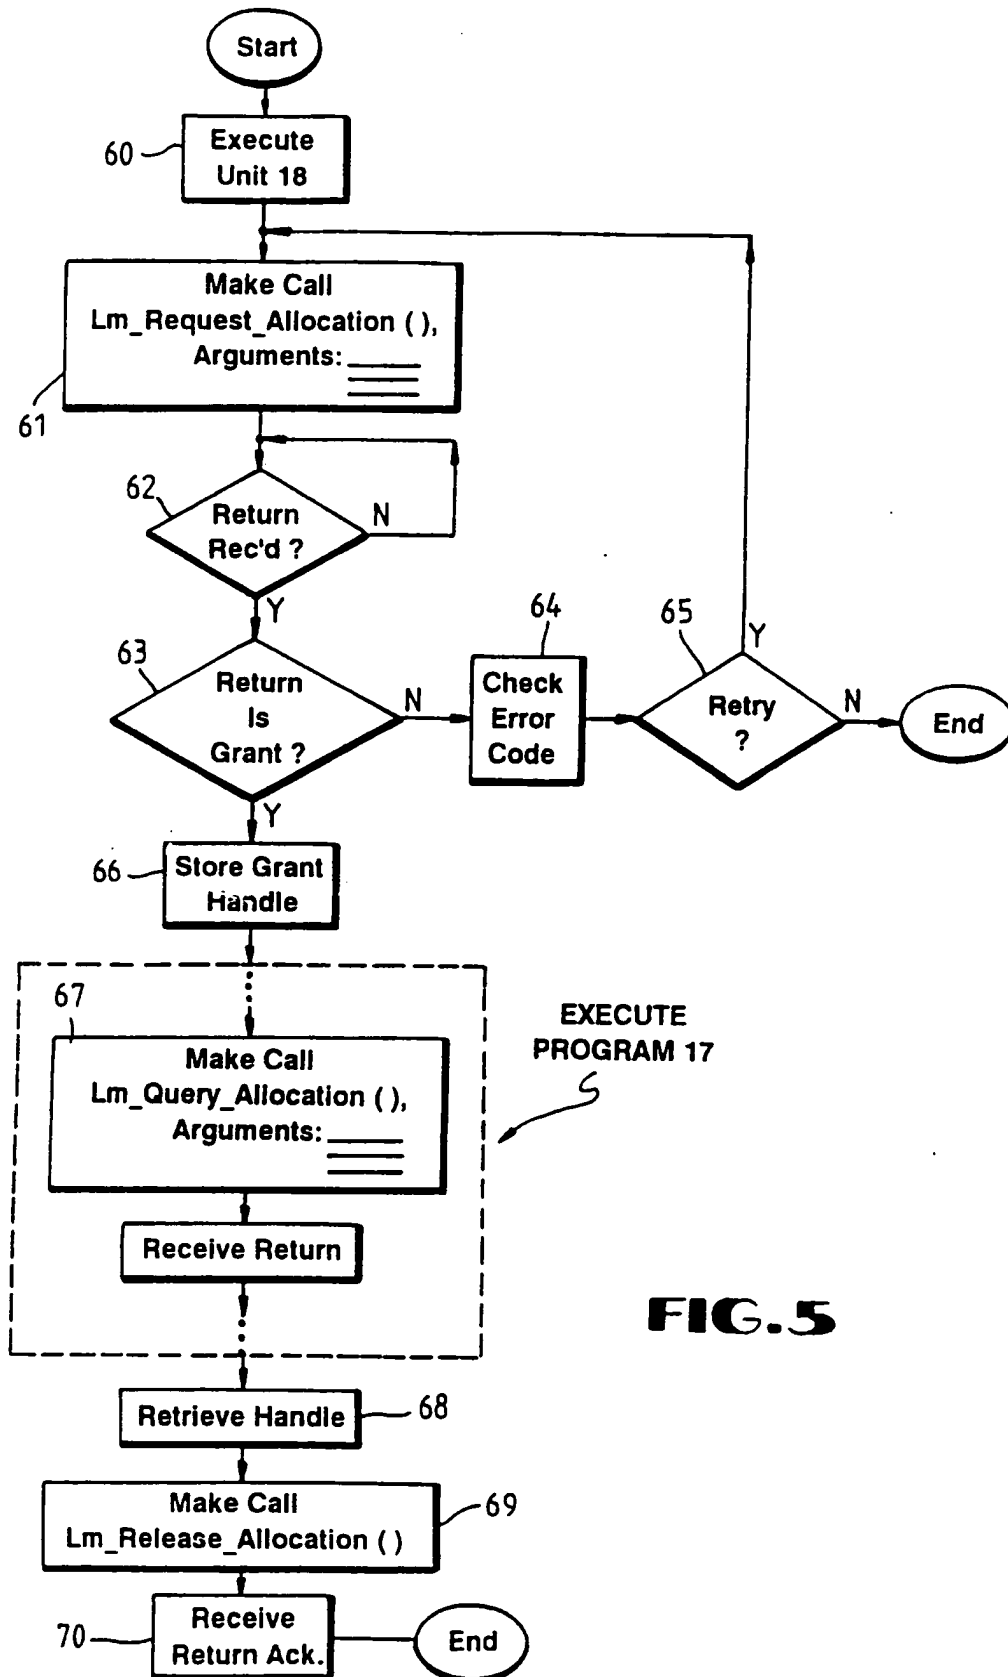 Start
60
Execute
Unit 18
Make Call
Lm_Request_Allocation ( ),
Arguments:
61
62
Return
Rec'd ?
N
Y
63
Return
Is
Grant ?
N
Y
64
Check
Error
Code
65
Retry
?
Y
N
End
66
Store Grant
Handle
67
Make Call
Lm_Query_Allocation ( ),
Arguments:
Receive Return
EXECUTE
PROGRAM 17
FIG.5
Retrieve Handle
68
Make Call
Lm_Release_Allocation ( )
69
70
Receive
Return Ack.
End